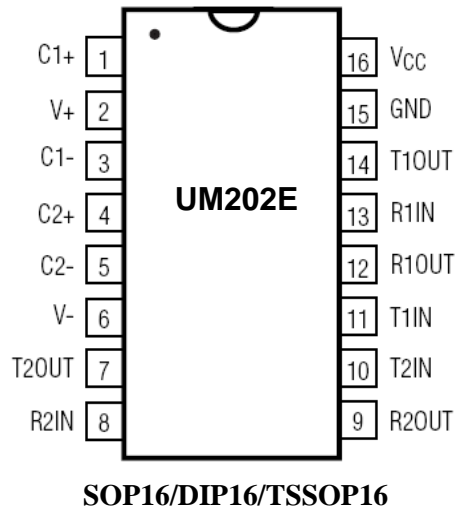 C1+ 1
V+ 2
C1- 3
C2+ 4
C2- 5
V- 6
T2OUT 7
R2IN 8
UM202E
16 VCC
15 GND
14 T1OUT
13 R1IN
12 R1OUT
11 T1IN
10 T2IN
9 R2OUT
SOP16/DIP16/TSSOP16